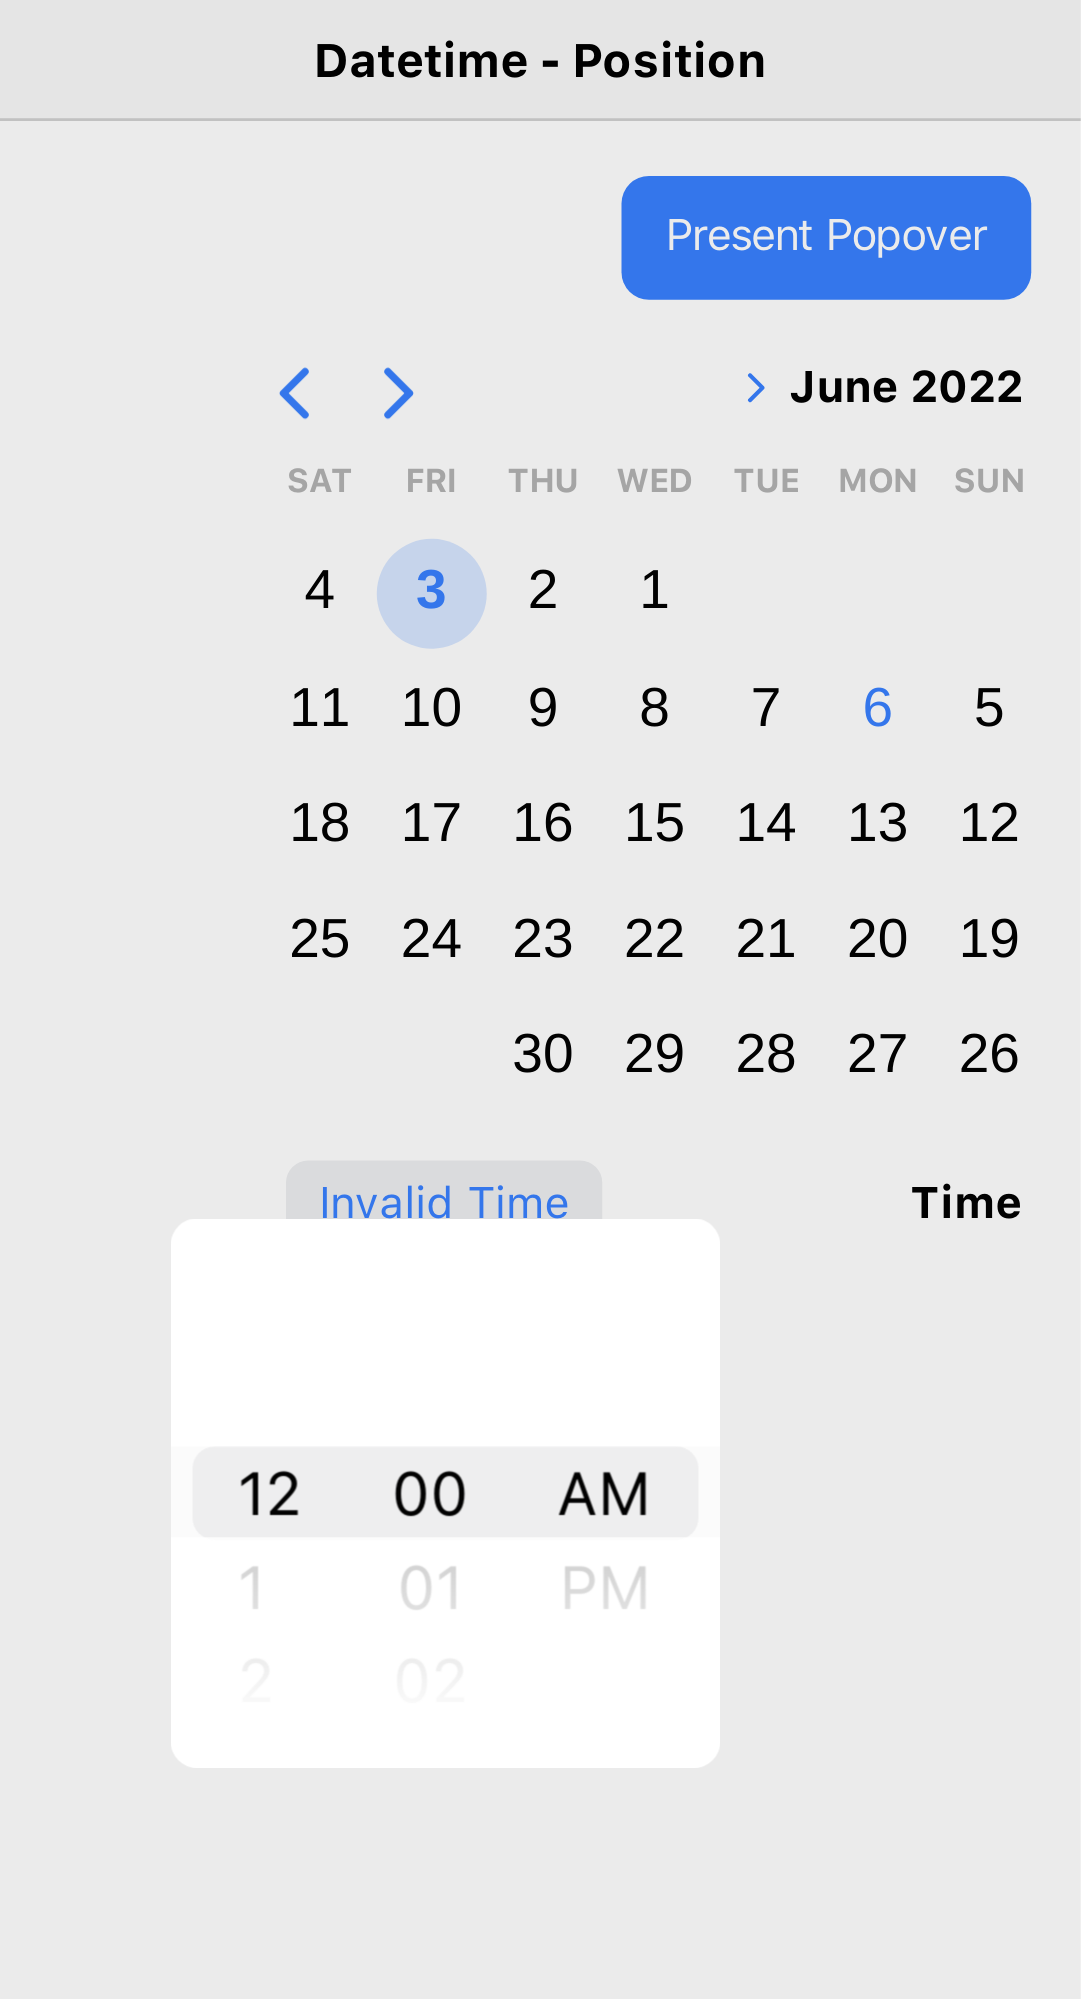 Datetime - Position
Present Popover
June 2022
SAT FRI THU WED TUE MON SUN
4 3 2 1
11 10 9 8 7 6 5
18 17 16 15 14 13 12
25 24 23 22 21 20 19
30 29 28 27 26
Invalid Time Time
12 00 AM
1 01 PM
2 02